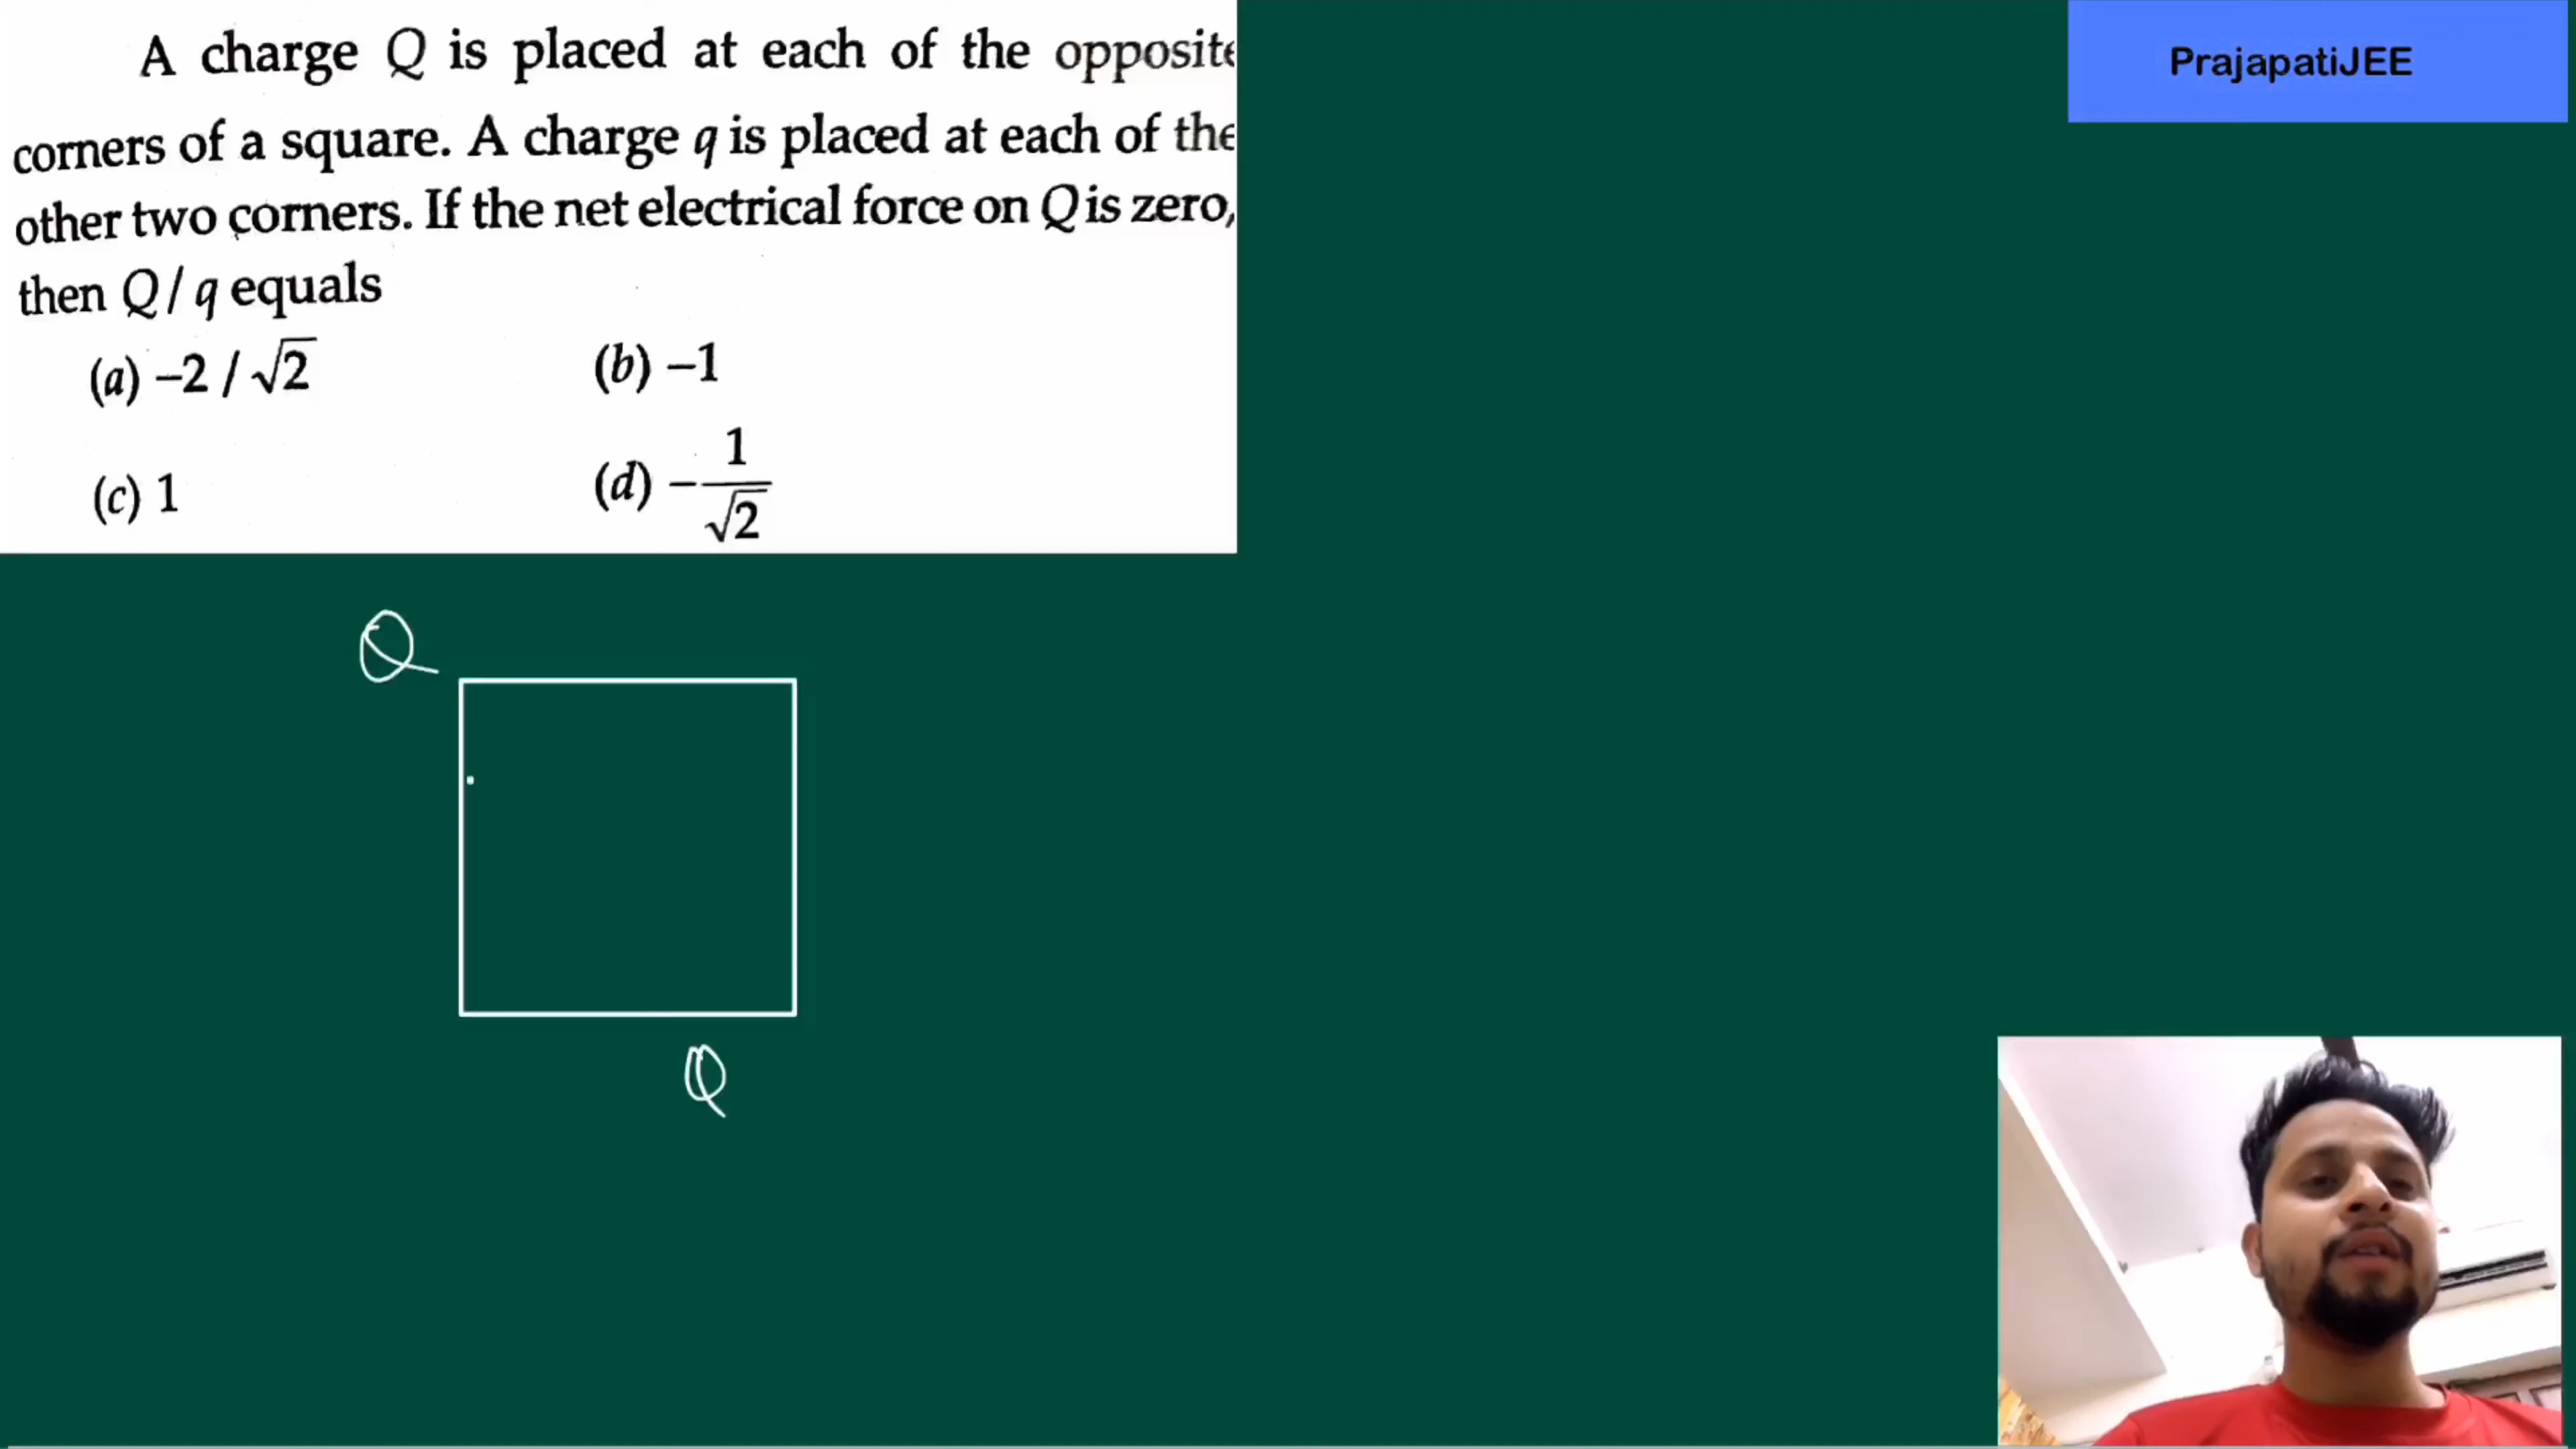 A charge Q is placed at each of the opposite
corners of a square. A charge q is placed at each of the
other two corners. If the net electrical force on Q is zero,
then Q/q equals
(a) –2 / √2 (b) –1
(c) 1 (d) – 1/√2
PrajapatiJEE
Q
Q